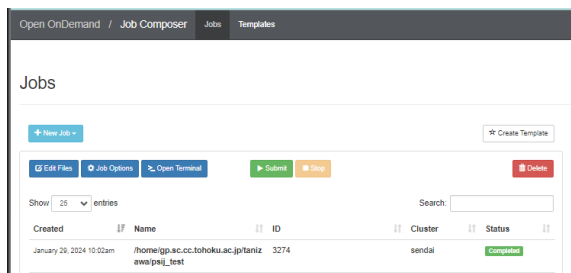 Open OnDemand / Job Composer Jobs Templates
Jobs
+ New Job
Create Template
Edit Files Job Options Open Terminal Submit Stop Delete
Show 25 entries Search:
Created Name ID Cluster Status
January 29, 2024 10:02am /home/gp.sc.cc.tohoku.ac.jp/taniz 3274 sendai Completed
awa/psij_test